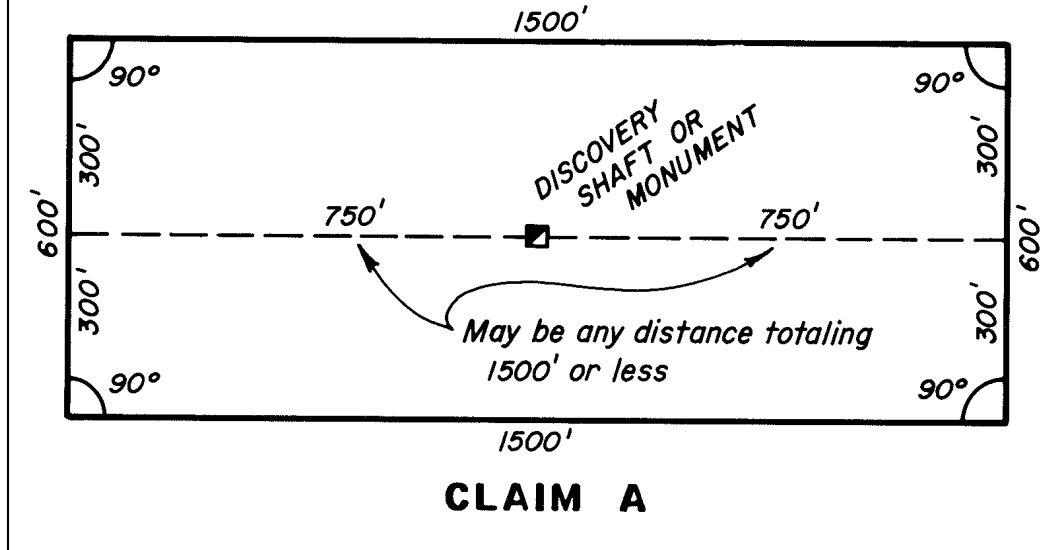 1500'
90°
90°
DISCOVERY
SHAFT OR
MONUMENT
300'
300'
600'
750'
750'
600'
300'
300'
May be any distance totaling
1500' or less
90°
90°
1500'
CLAIM A